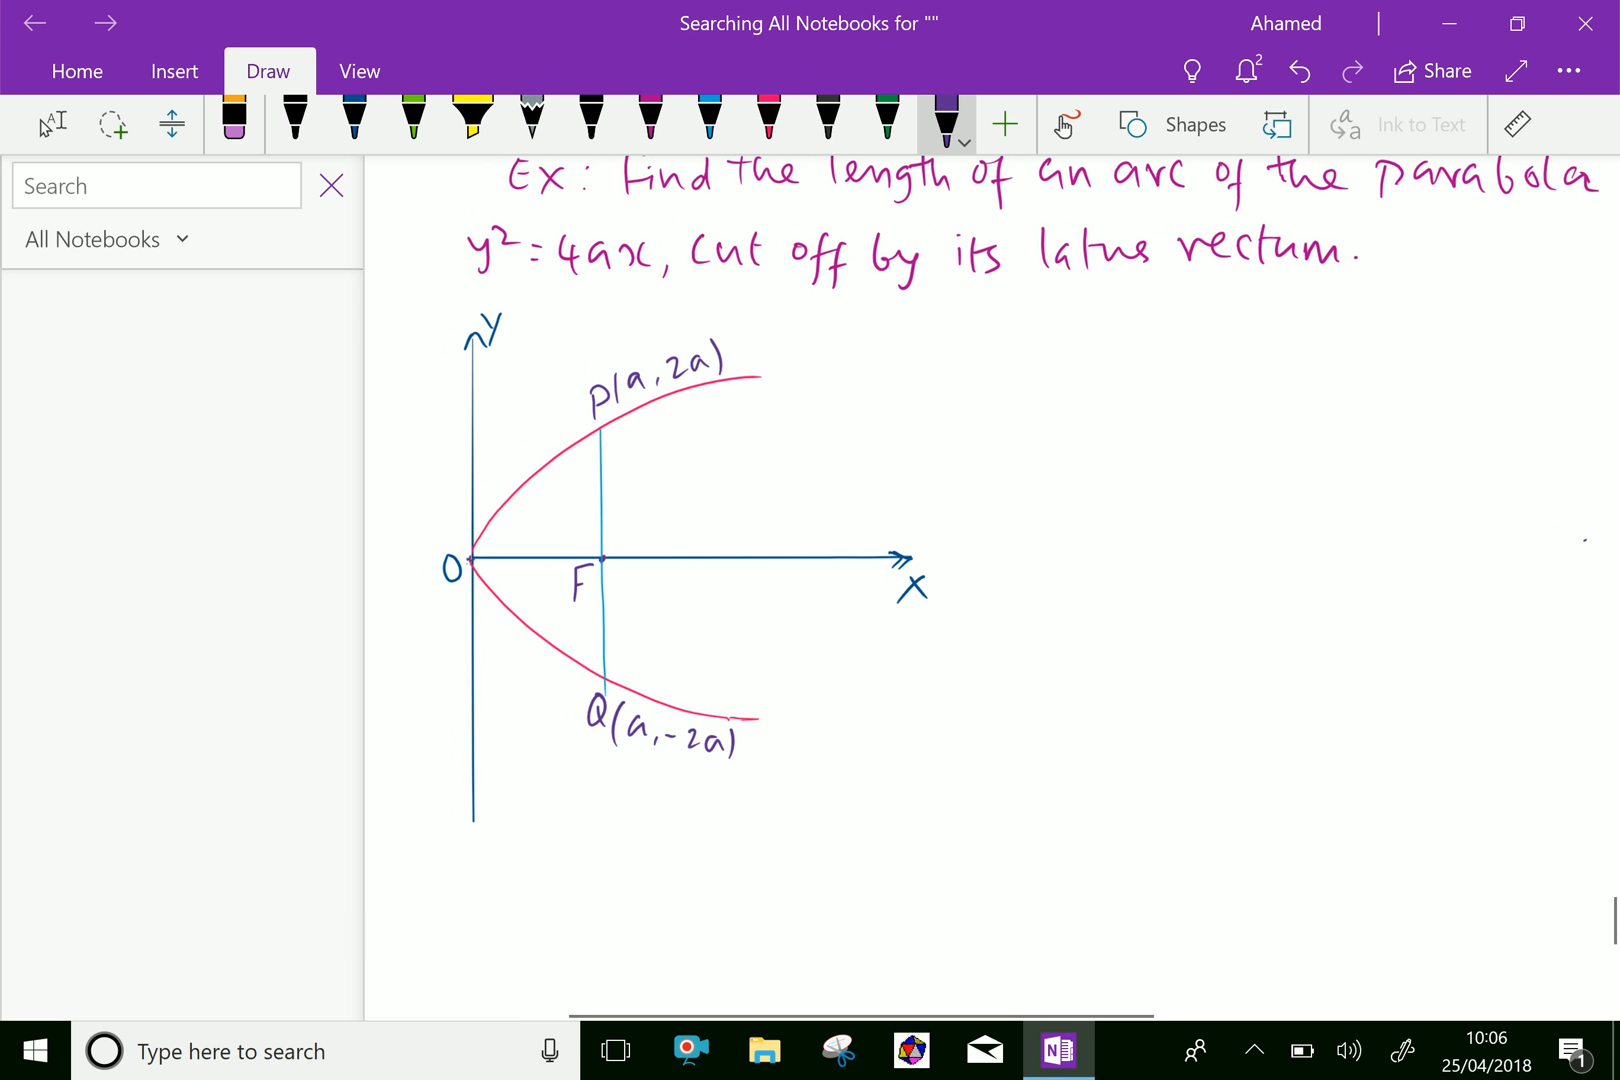 Searching All Notebooks for ""
Ahamed
Home Insert Draw View
2
Share
Shapes
Ink to Text
Search
All Notebooks
Ex: Find the length of an arc of the parabola
y² = 4ax, cut off by its latus rectum.
Y
P(a, 2a)
O
F
X
Q(a, -2a)
Type here to search
10:06
25/04/2018
1